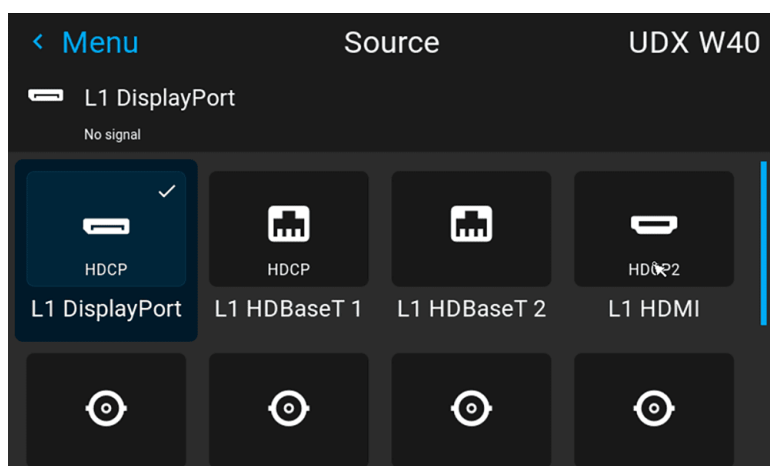 Menu
Source
UDX W40
L1 DisplayPort
No signal
HDCP
HDCP
HDCP2
L1 DisplayPort
L1 HDBaseT 1
L1 HDBaseT 2
L1 HDMI